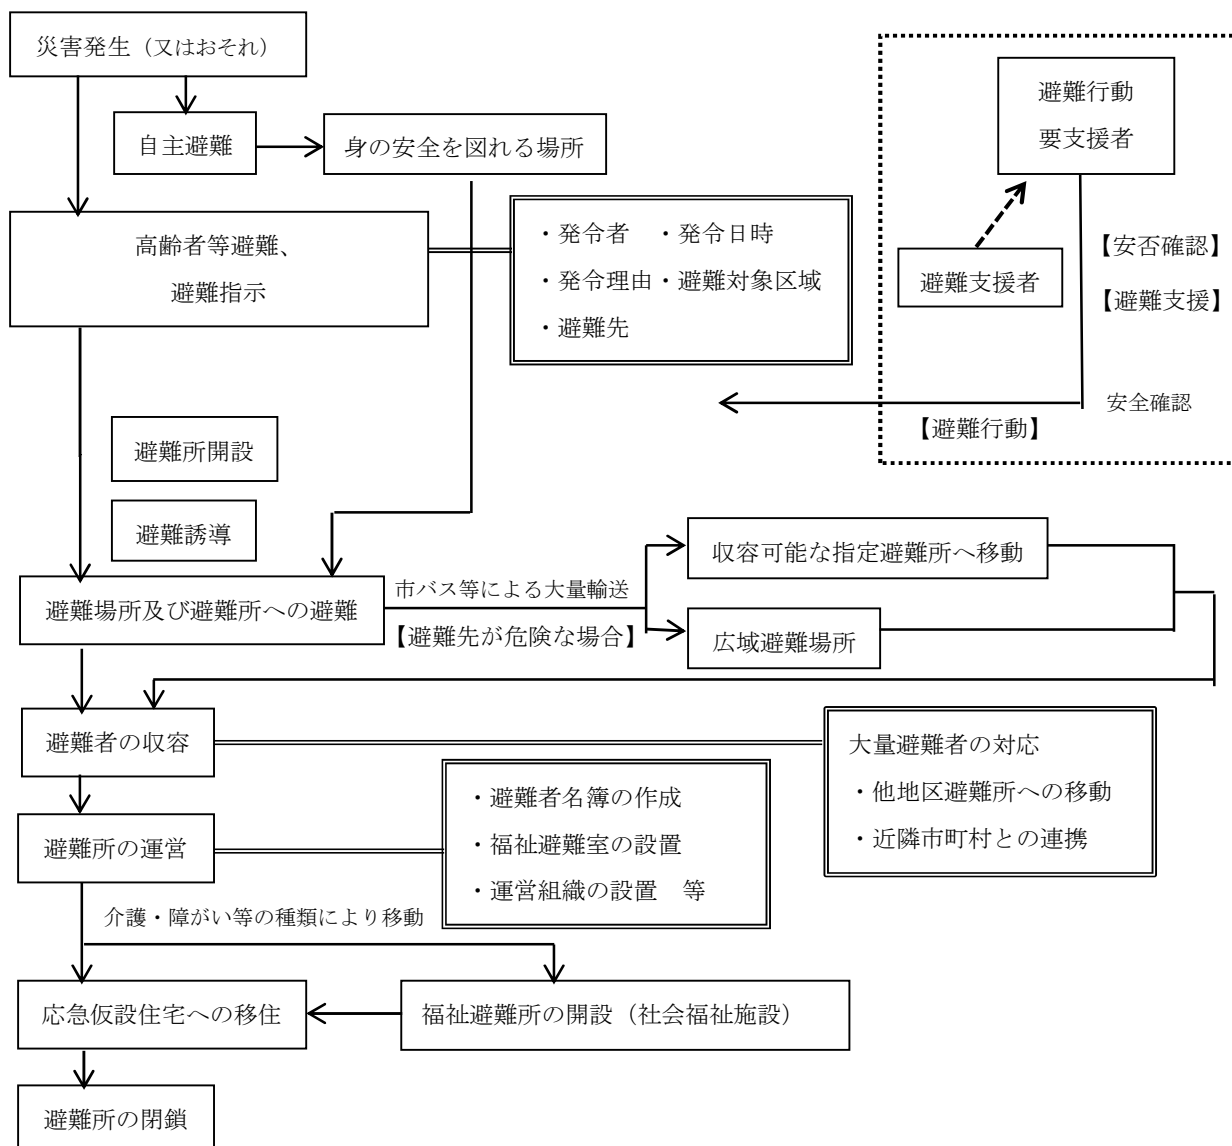 災害発生（又はおそれ）
自主避難
身の安全を図れる場所
高齢者等避難、
避難指示
・発令者　・発令日時
・発令理由・避難対象区域
・避難先
避難行動
要支援者
避難支援者
【安否確認】
【避難支援】
安全確認
【避難行動】
避難所開設
避難誘導
避難場所及び避難所への避難
市バス等による大量輸送
【避難先が危険な場合】
収容可能な指定避難所へ移動
広域避難場所
避難者の収容
大量避難者の対応
・他地区避難所への移動
・近隣市町村との連携
避難所の運営
・避難者名簿の作成
・福祉避難室の設置
・運営組織の設置　等
介護・障がい等の種類により移動
応急仮設住宅への移住
福祉避難所の開設（社会福祉施設）
避難所の閉鎖